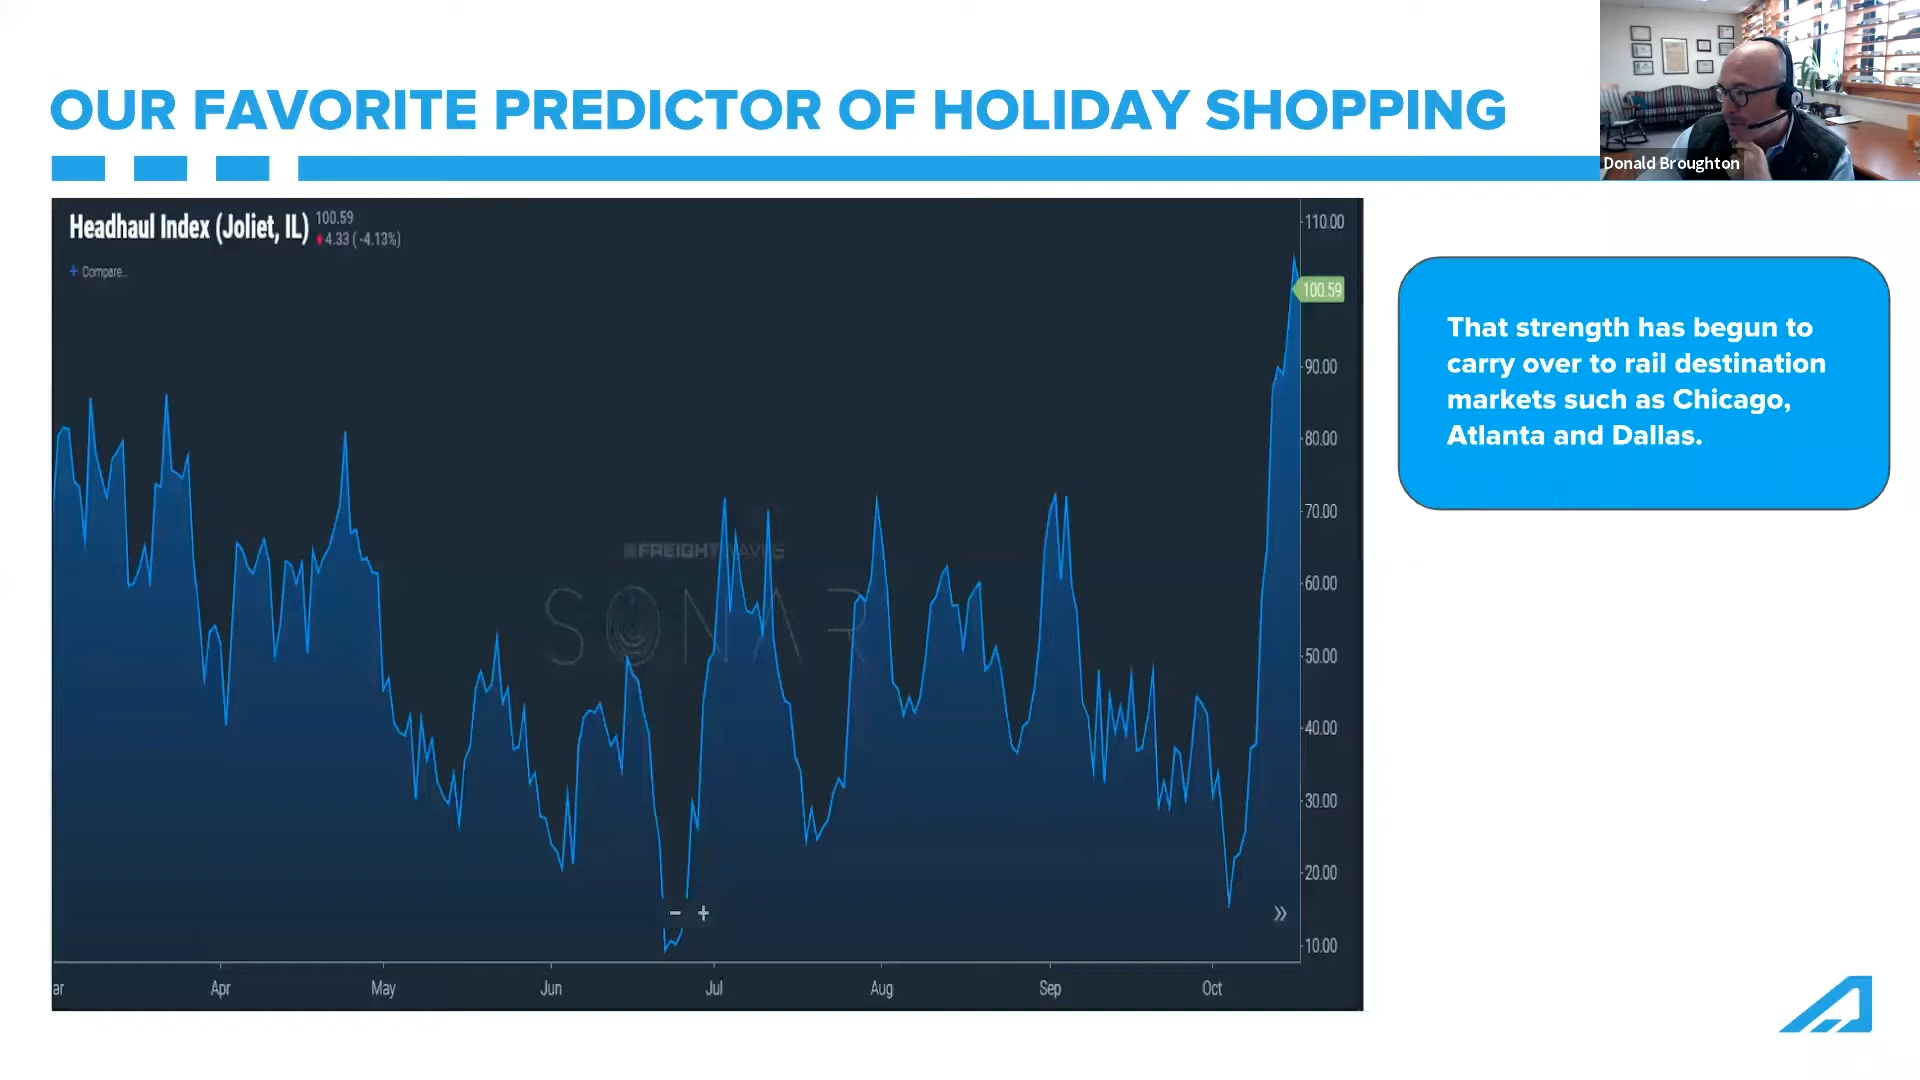 OUR FAVORITE PREDICTOR OF HOLIDAY SHOPPING
Donald Broughton
Headhaul Index (Joliet, IL)
100.59
4.33 (-4.13%)
+ Compare...
110.00
100.59
90.00
80.00
70.00
60.00
50.00
40.00
30.00
20.00
10.00
FREIGHTWAVES
SONAR
− +
»
ar
Apr
May
Jun
Jul
Aug
Sep
Oct
That strength has begun to
carry over to rail destination
markets such as Chicago,
Atlanta and Dallas.